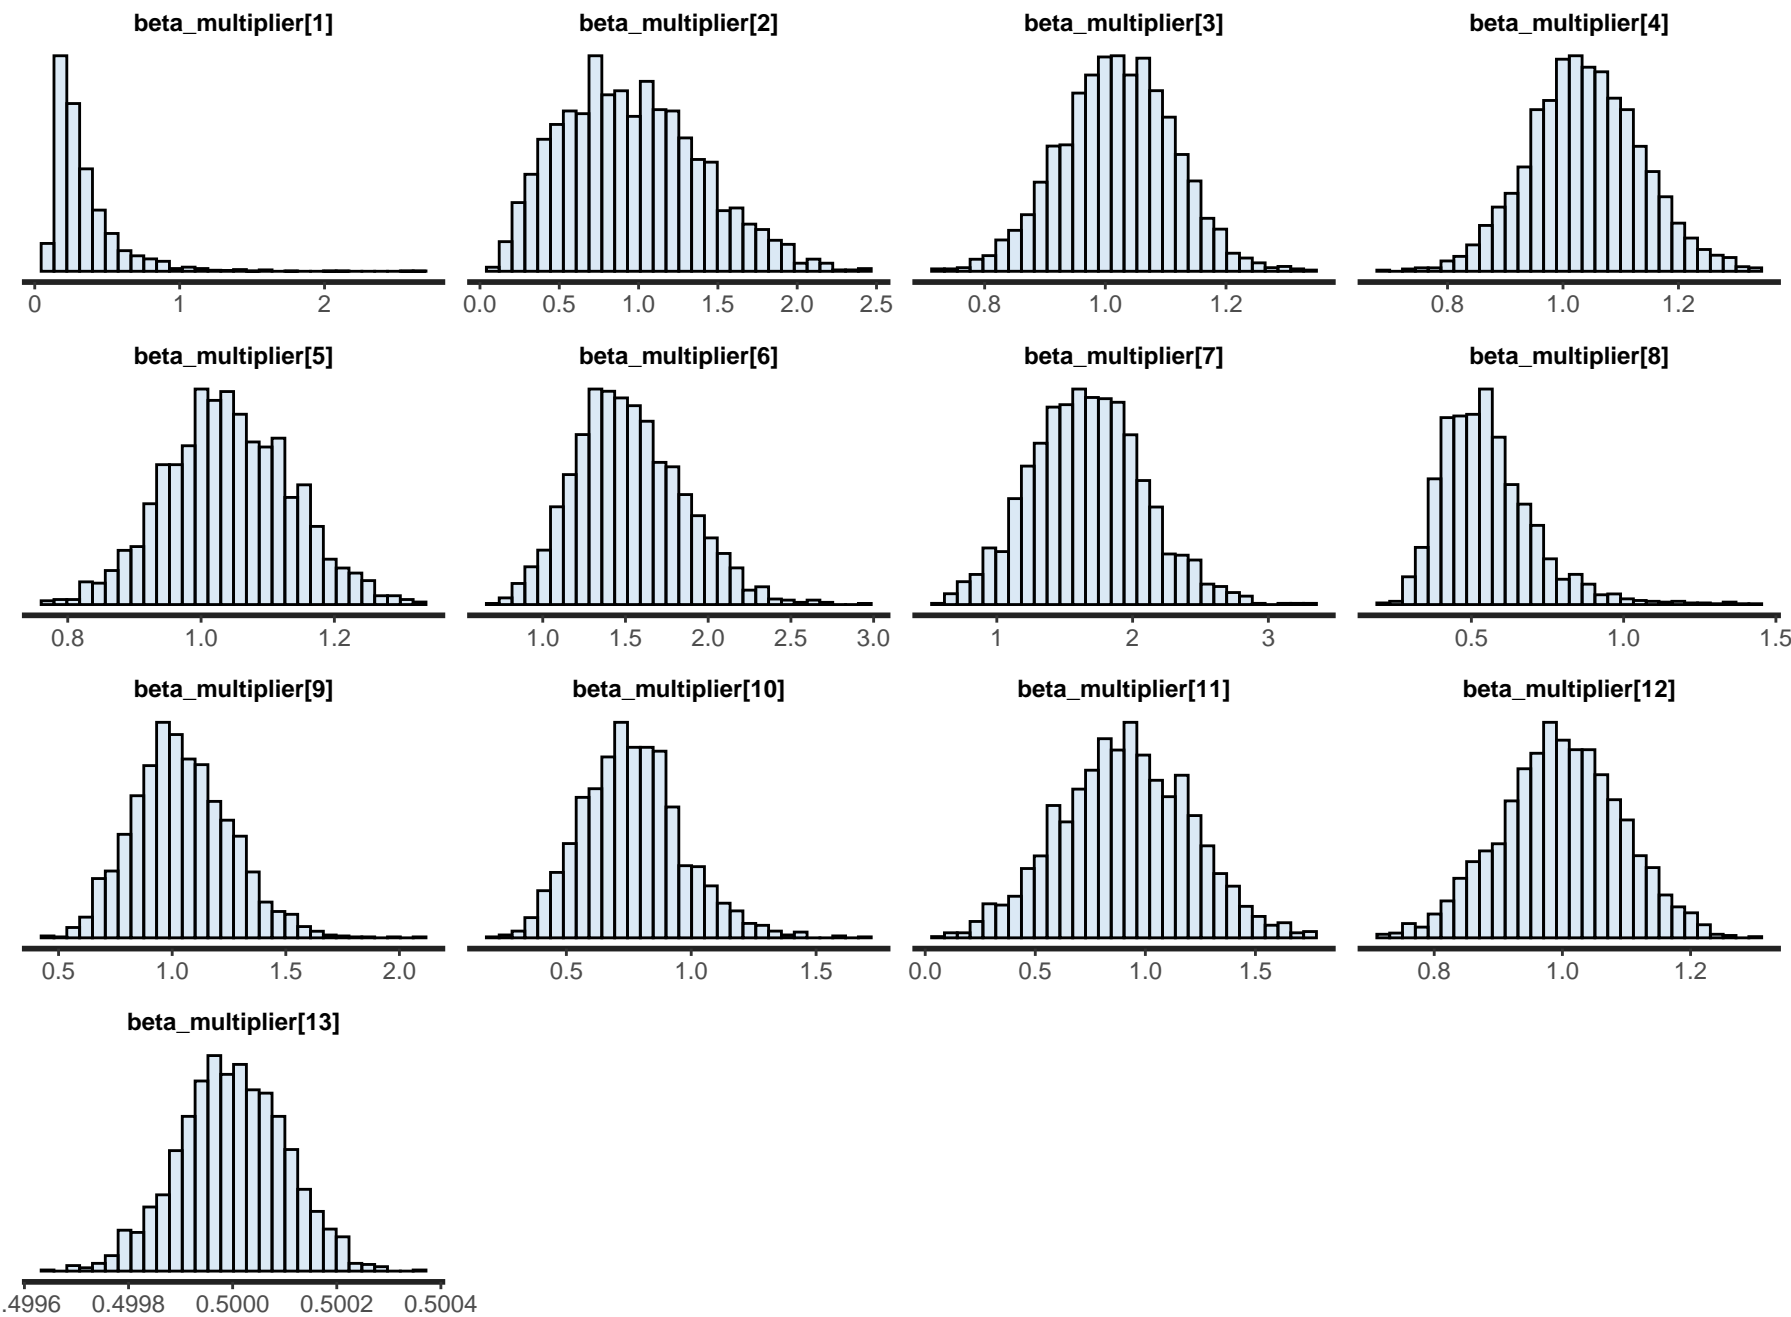 beta_multiplier[1] beta_multiplier[2] beta_multiplier[3] beta_multiplier[4]
0 1 2 0.0 0.5 1.0 1.5 2.0 2.5 0.8 1.0 1.2 0.8 1.0 1.2
beta_multiplier[5] beta_multiplier[6] beta_multiplier[7] beta_multiplier[8]
0.8 1.0 1.2 1.0 1.5 2.0 2.5 3.0 1 2 3 0.5 1.0 1.5
beta_multiplier[9] beta_multiplier[10] beta_multiplier[11] beta_multiplier[12]
0.5 1.0 1.5 2.0 0.5 1.0 1.5 0.0 0.5 1.0 1.5 0.8 1.0 1.2
beta_multiplier[13]
.4996 0.4998 0.5000 0.5002 0.5004